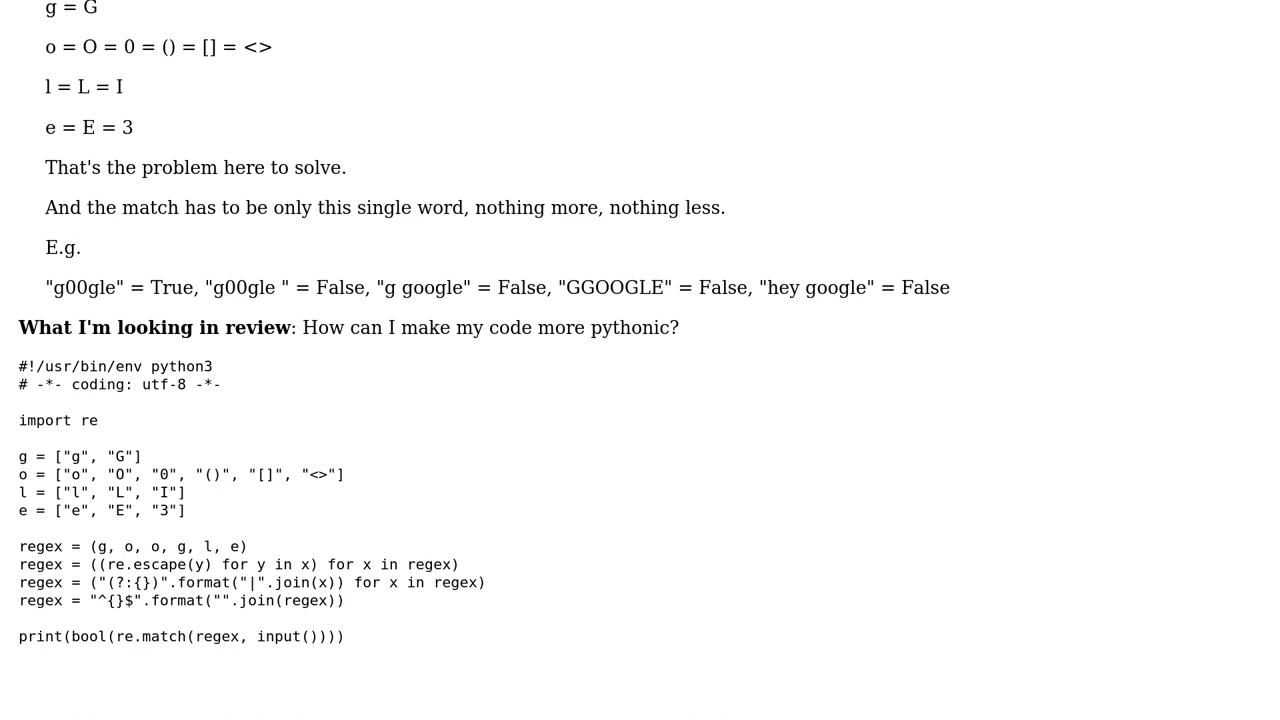 g = G
o = O = 0 = () = [] = <>
l = L = I
e = E = 3
That's the problem here to solve.
And the match has to be only this single word, nothing more, nothing less.
E.g.
"g00gle" = True, "g00gle " = False, "g google" = False, "GGOOGLE" = False, "hey google" = False
What I'm looking in review: How can I make my code more pythonic?
#!/usr/bin/env python3
# -*- coding: utf-8 -*-
import re
g = ["g", "G"]
o = ["o", "O", "0", "()", "[]", "<>"]
l = ["l", "L", "I"]
e = ["e", "E", "3"]
regex = (g, o, o, g, l, e)
regex = ((re.escape(y) for y in x) for x in regex)
regex = ("(?:{})".format("|".join(x)) for x in regex)
regex = "^{}$".format("".join(regex))
print(bool(re.match(regex, input())))